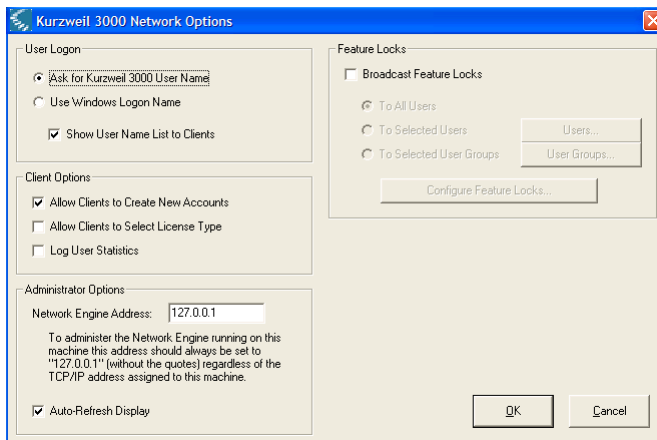 Kurzweil 3000 Network Options
User Logon
Ask for Kurzweil 3000 User Name
Use Windows Logon Name
Show User Name List to Clients
Client Options
Allow Clients to Create New Accounts
Allow Clients to Select License Type
Log User Statistics
Administrator Options
Network Engine Address: 127.0.0.1
To administer the Network Engine running on this
machine this address should always be set to
"127.0.0.1" (without the quotes) regardless of the
TCP/IP address assigned to this machine.
Auto-Refresh Display
Feature Locks
Broadcast Feature Locks
To All Users
To Selected Users Users...
To Selected User Groups User Groups...
Configure Feature Locks...
OK Cancel